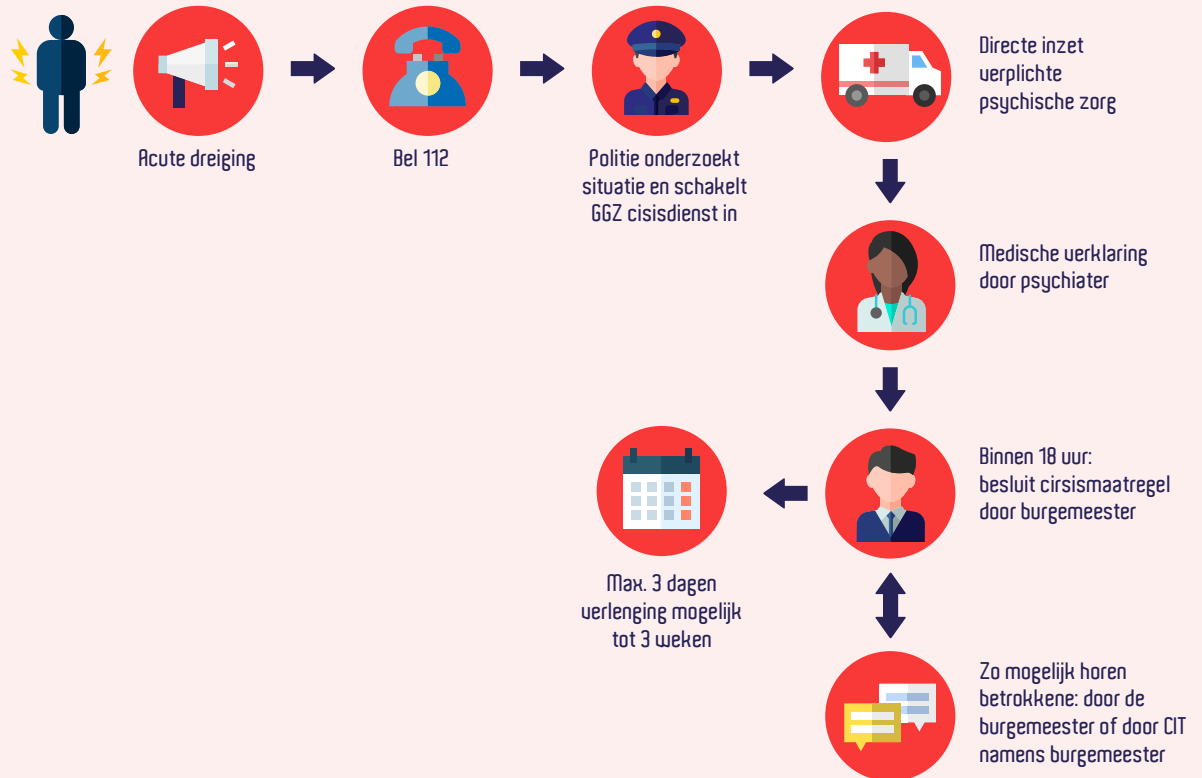 Acute dreiging
Bel 112
Politie onderzoekt
situatie en schakelt
GGZ cisisdienst in
Directe inzet
verplichte
psychische zorg
Medische verklaring
door psychiater
Binnen 18 uur:
besluit cirsismaatregel
door burgemeester
Max. 3 dagen
verlenging mogelijk
tot 3 weken
Zo mogelijk horen
betrokkene: door de
burgemeester of door CIT
namens burgemeester